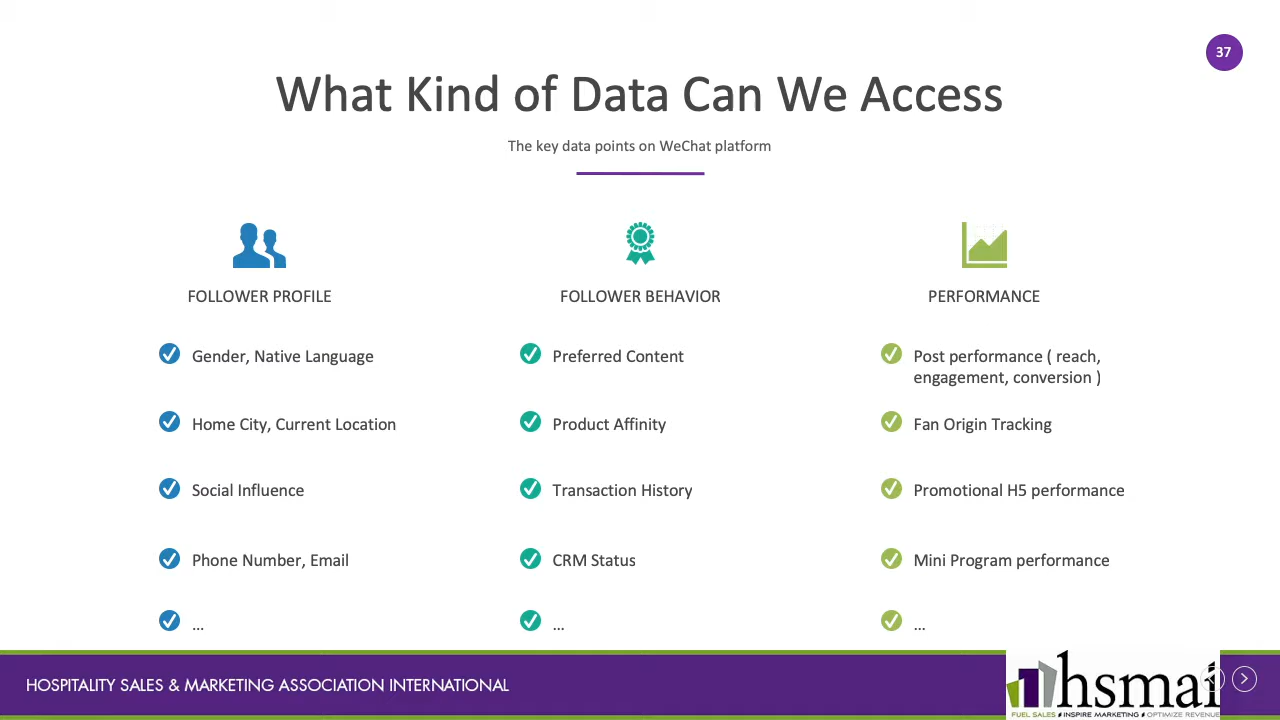 37
What Kind of Data Can We Access
The key data points on WeChat platform
FOLLOWER PROFILE
Gender, Native Language
Home City, Current Location
Social Influence
Phone Number, Email
...
FOLLOWER BEHAVIOR
Preferred Content
Product Affinity
Transaction History
CRM Status
...
PERFORMANCE
Post performance ( reach,
engagement, conversion )
Fan Origin Tracking
Promotional H5 performance
Mini Program performance
...
HOSPITALITY SALES & MARKETING ASSOCIATION INTERNATIONAL
hsmai
FUEL SALES INSPIRE MARKETING OPTIMIZE REVENUE